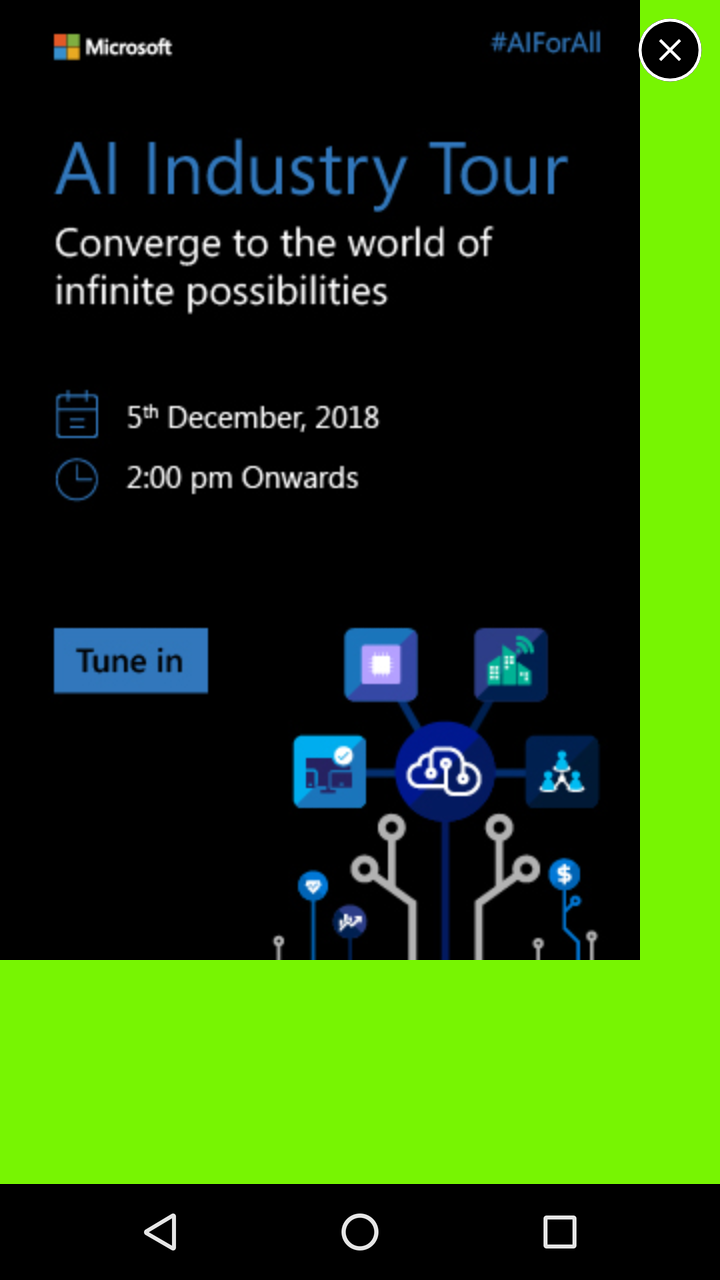 Microsoft
#AIForAll
AI Industry Tour
Converge to the world of
infinite possibilities
5th December, 2018
2:00 pm Onwards
Tune in
$